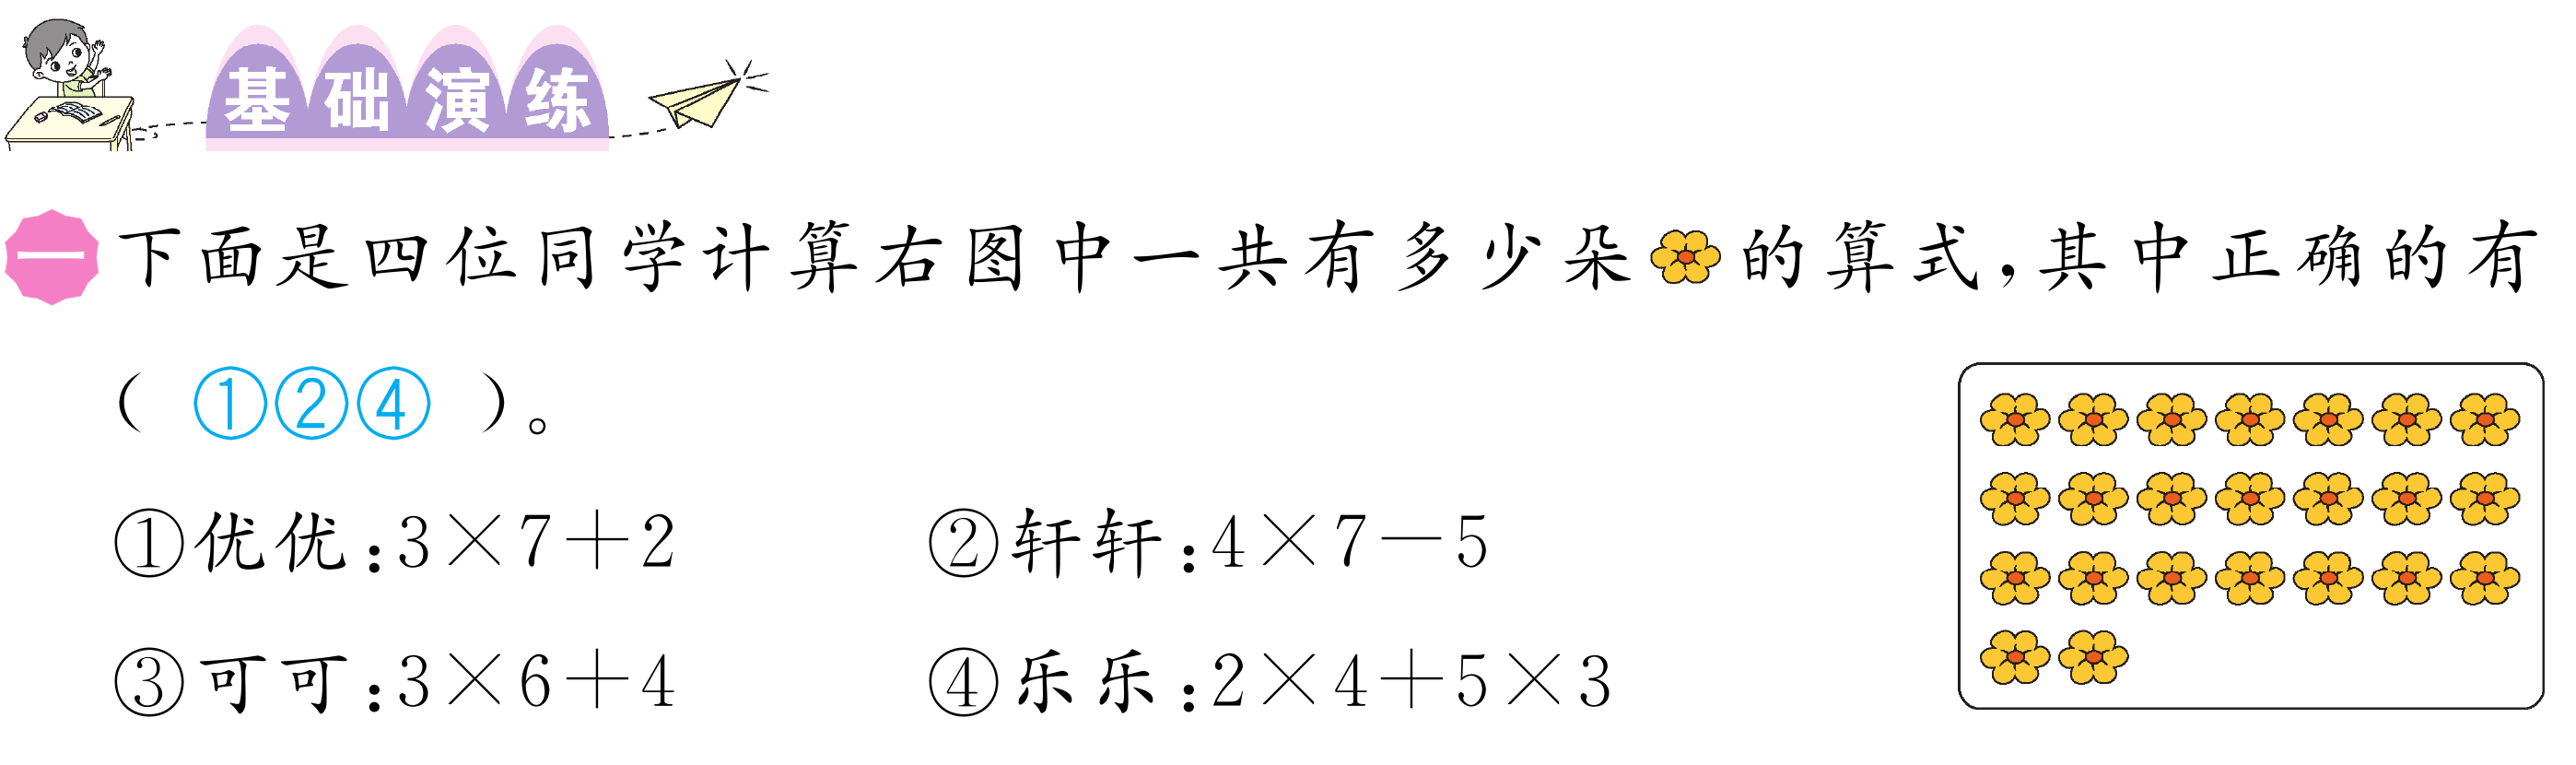 基础演练
一 下面是四位同学计算右图中一共有多少朵的算式,其中正确的有
( ①②④ )。
①优优:3×7+2 ②轩轩:4×7-5
③可可:3×6+4 ④乐乐:2×4+5×3